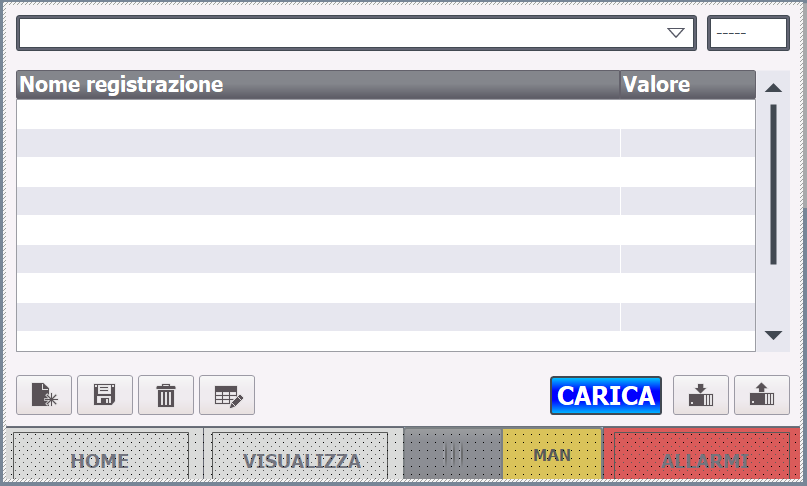 -----
Nome registrazione Valore
CARICA
HOME VISUALIZZA MAN ALLARMI